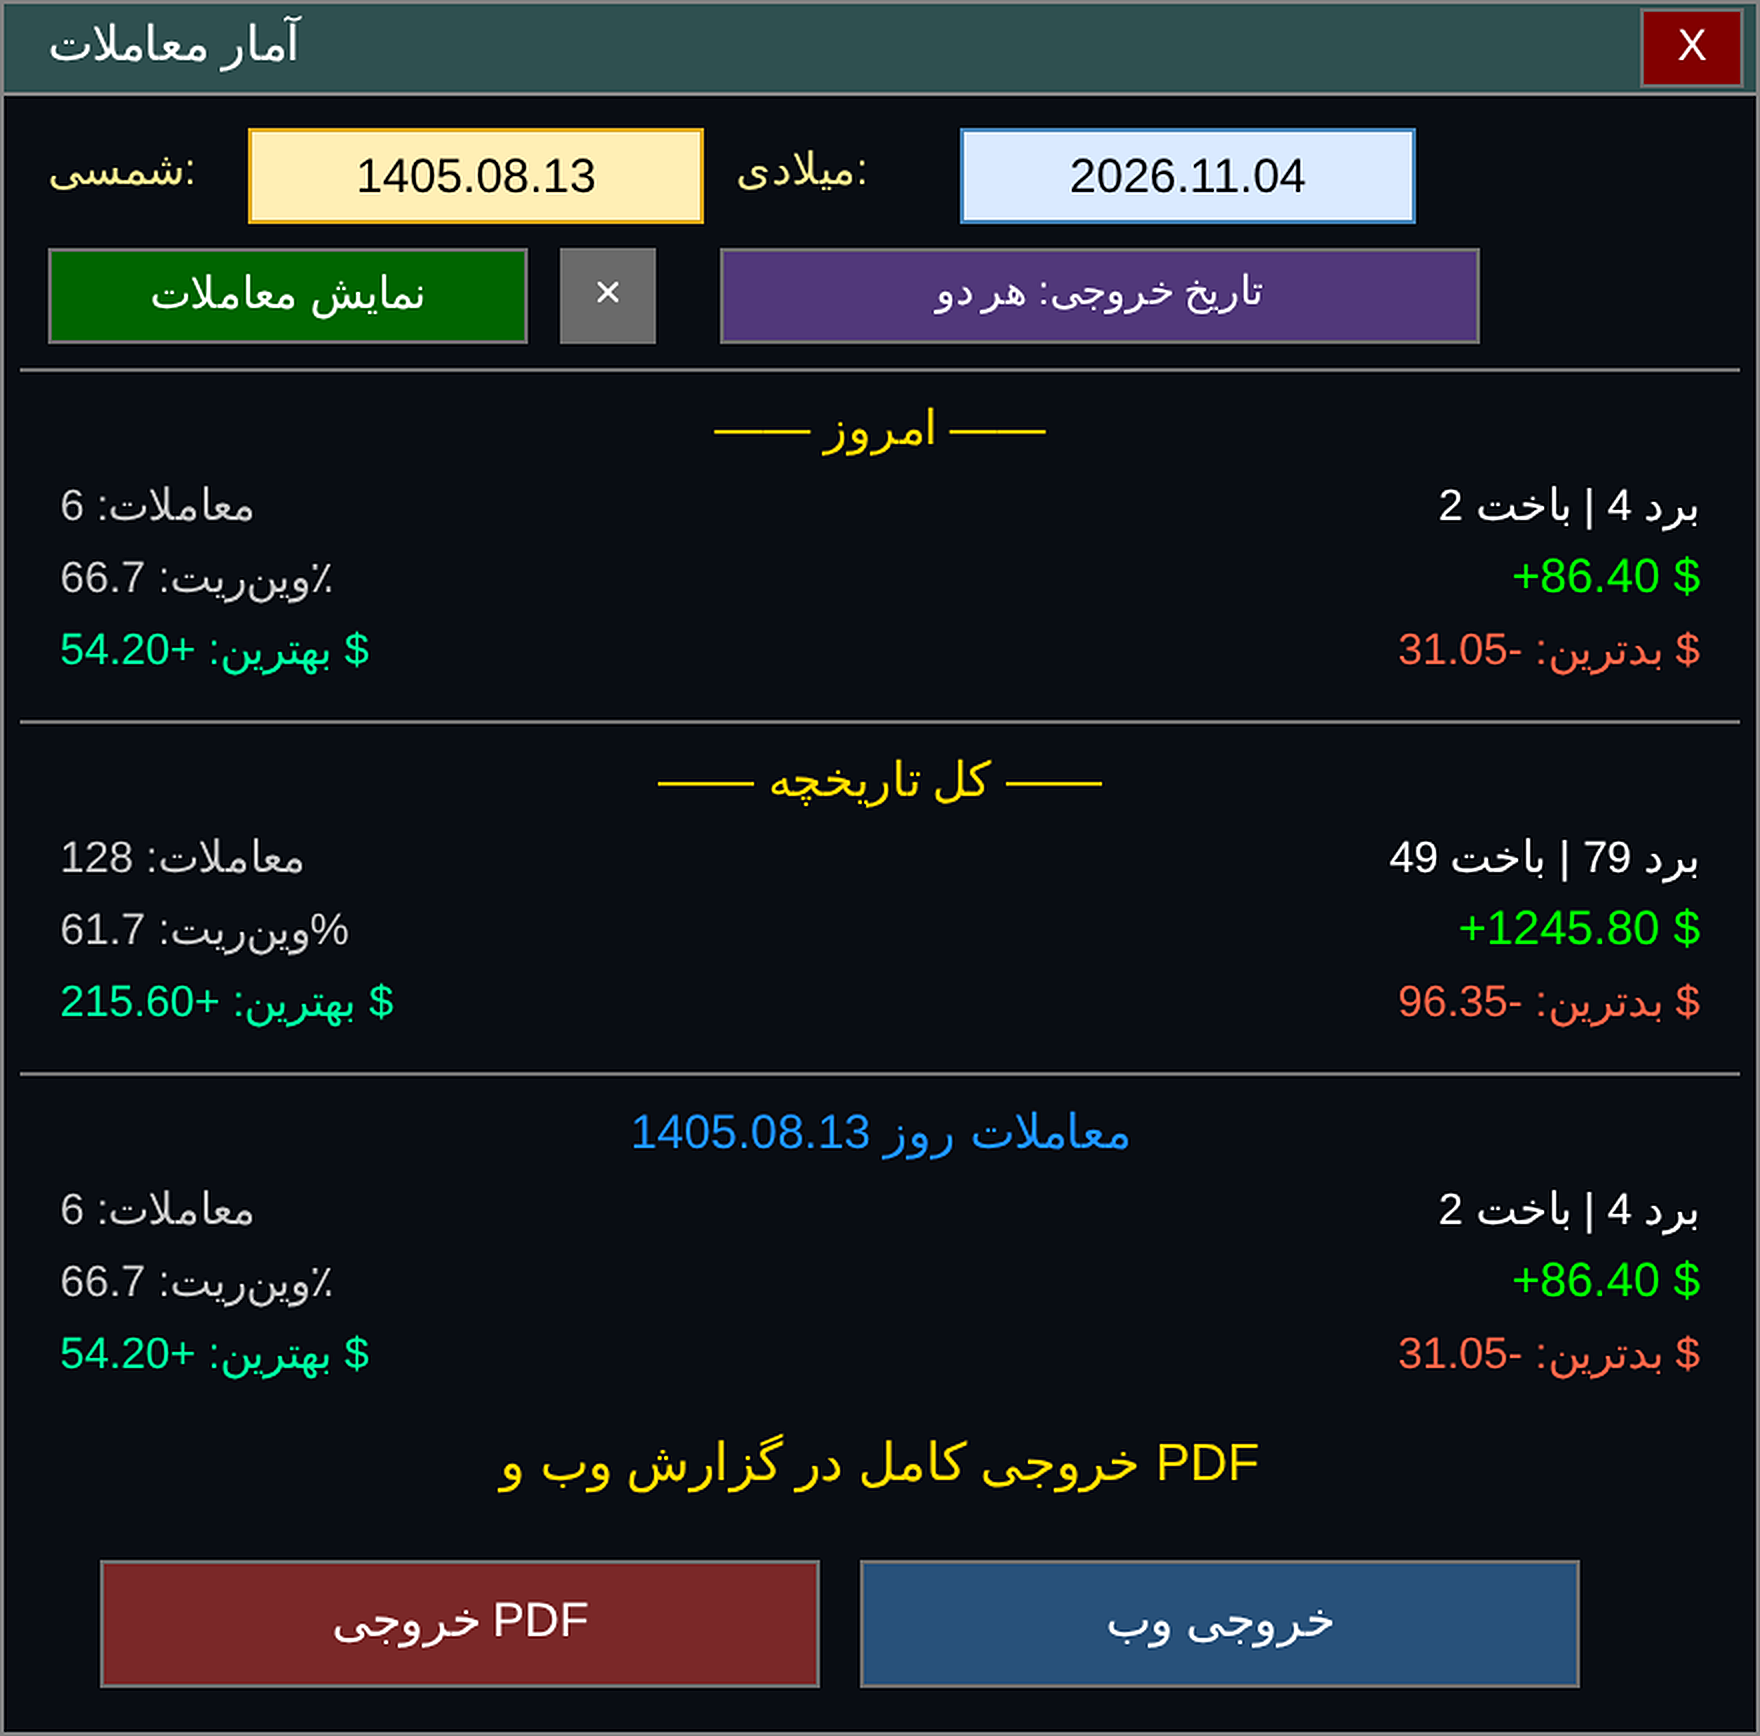 آمار معاملات
X
شمسی:
1405.08.13
میلادی:
2026.11.04
نمایش معاملات
×
تاریخ خروجی: هر دو
—— امروز ——
معاملات: 6
برد 4 | باخت 2
٪وین‌ریت: 66.7
+86.40 $
$ بهترین: +54.20
$ بدترین: -31.05
—— کل تاریخچه ——
معاملات: 128
برد 79 | باخت 49
%وین‌ریت: 61.7
+1245.80 $
$ بهترین: +215.60
$ بدترین: -96.35
معاملات روز 1405.08.13
معاملات: 6
برد 4 | باخت 2
٪وین‌ریت: 66.7
+86.40 $
$ بهترین: +54.20
$ بدترین: -31.05
PDF خروجی کامل در گزارش وب و
PDF خروجی
خروجی وب